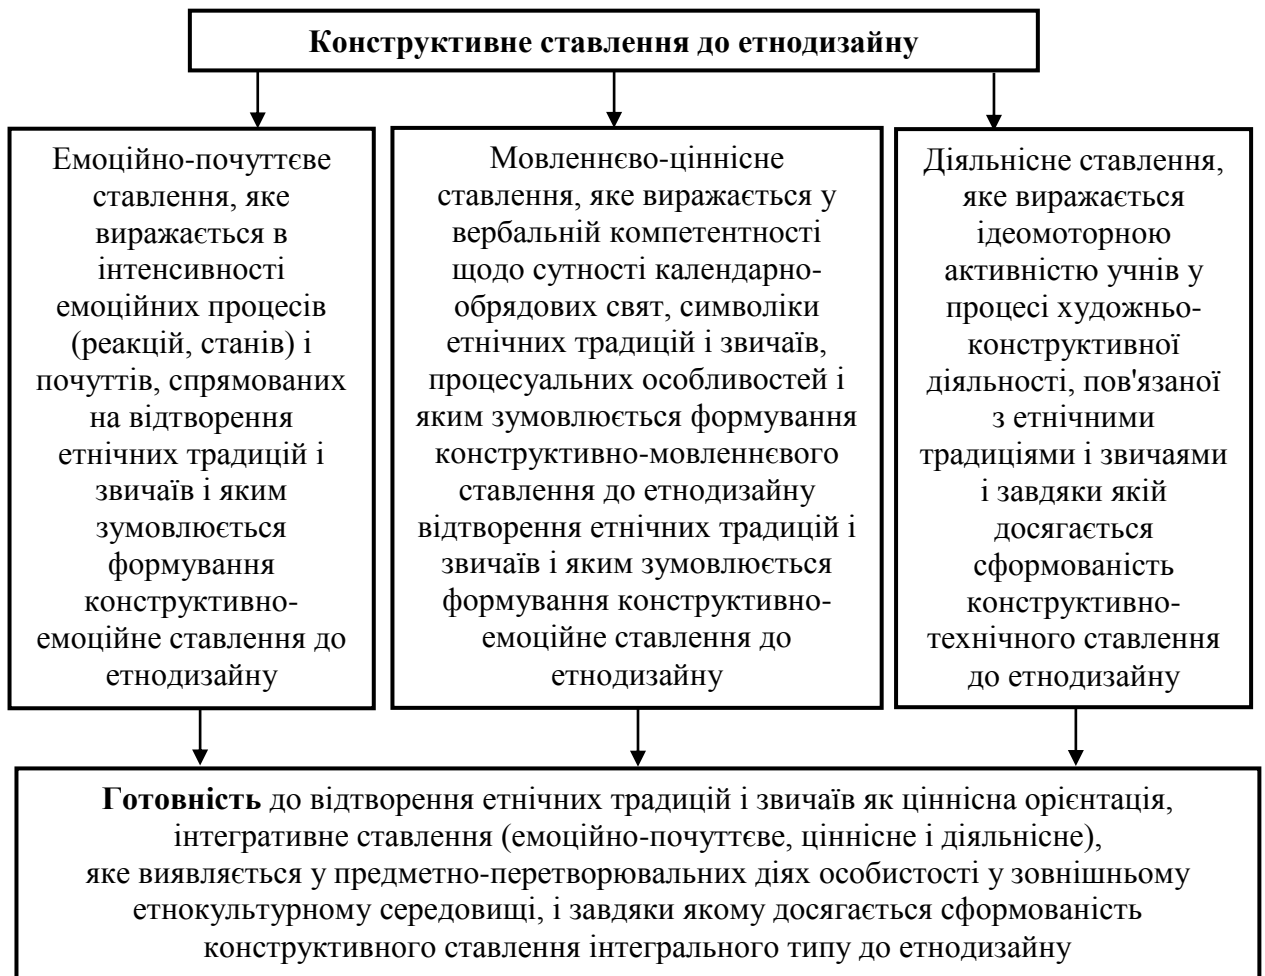 Конструктивне ставлення до етнодизайну
Емоційно-почуттєве
ставлення, яке
виражається в
інтенсивності
емоційних процесів
(реакцій, станів) і
почуттів, спрямованих
на відтворення
етнічних традицій і
звичаїв і яким
зумовлюється
формування
конструктивно-
емоційне ставлення до
етнодизайну
Мовленнєво-ціннісне
ставлення, яке виражається у
вербальній компетентності
щодо сутності календарно-
обрядових свят, символіки
етнічних традицій і звичаїв,
процесуальних особливостей і
яким зумовлюється формування
конструктивно-мовленнєвого
ставлення до етнодизайну
відтворення етнічних традицій і
звичаїв і яким зумовлюється
формування конструктивно-
емоційне ставлення до
етнодизайну
Діяльнісне ставлення,
яке виражається
ідеомоторною
активністю учнів у
процесі художньо-
конструктивної
діяльності, пов'язаної
з етнічними
традиціями і звичаями
і завдяки якій
досягається
сформованість
конструктивно-
технічного ставлення
до етнодизайну
Готовність до відтворення етнічних традицій і звичаїв як ціннісна орієнтація,
інтегративне ставлення (емоційно-почуттєве, ціннісне і діяльнісне),
яке виявляється у предметно-перетворювальних діях особистості у зовнішньому
етнокультурному середовищі, і завдяки якому досягається сформованість
конструктивного ставлення інтегрального типу до етнодизайну